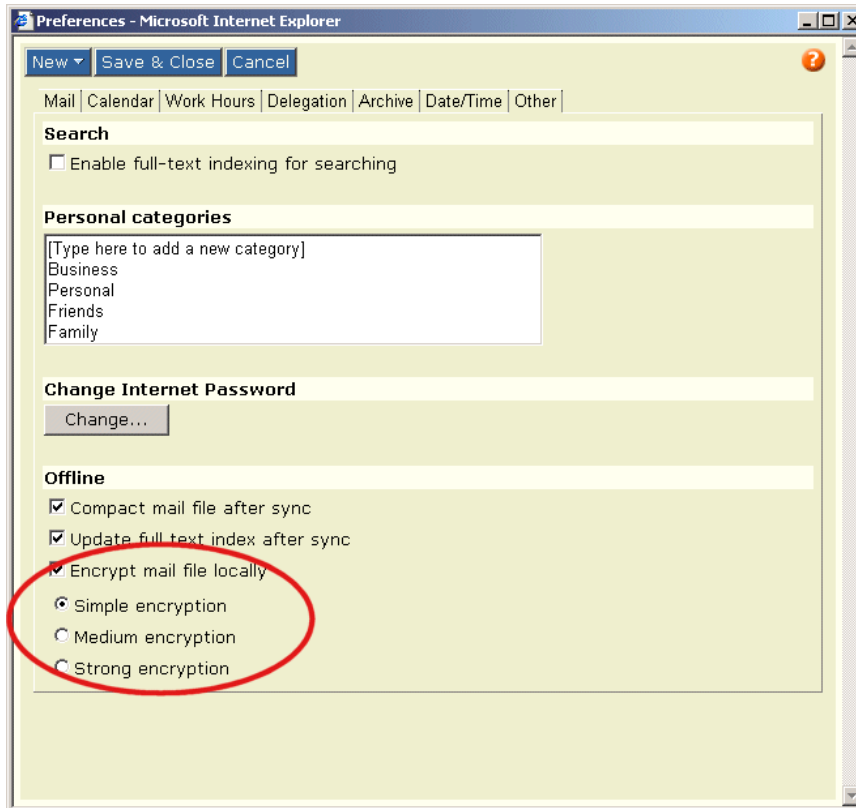 Preferences - Microsoft Internet Explorer
New Save & Close Cancel ?
Mail Calendar Work Hours Delegation Archive Date/Time Other
Search
Enable full-text indexing for searching
Personal categories
[Type here to add a new category]
Business
Personal
Friends
Family
Change Internet Password
Change...
Offline
Compact mail file after sync
Update full text index after sync
Encrypt mail file locally
Simple encryption
Medium encryption
Strong encryption